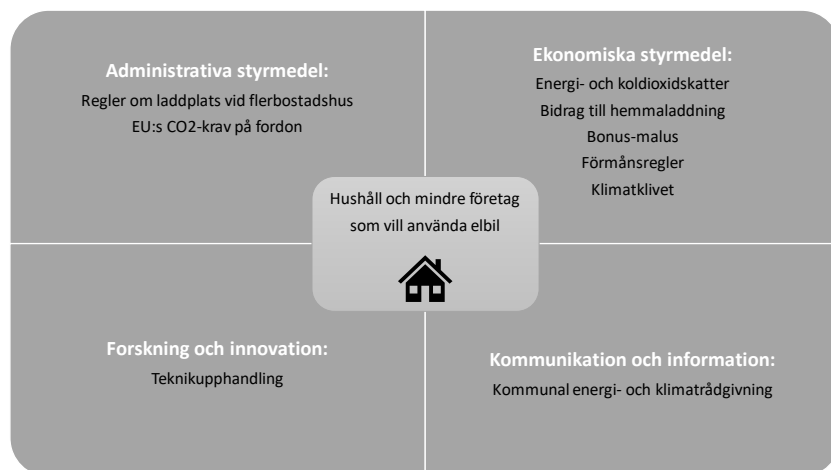 Administrativa styrmedel:
Regler om laddplats vid flerbostadshus
EU:s CO2-krav på fordon
Ekonomiska styrmedel:
Energi- och koldioxidskatter
Bidrag till hemmaladdning
Bonus-malus
Förmånsregler
Klimatklivet
Hushåll och mindre företag
som vill använda elbil
Forskning och innovation:
Teknikupphandling
Kommunikation och information:
Kommunal energi- och klimatrådgivning